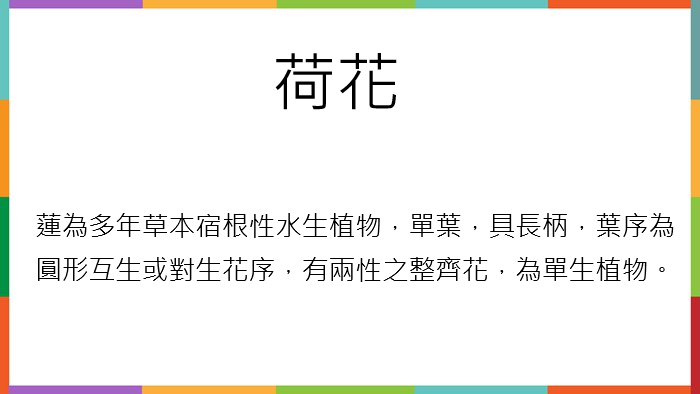 荷花
蓮為多年草本宿根性水生植物，單葉，具長柄，葉序為
圓形互生或對生花序，有兩性之整齊花，為單生植物。